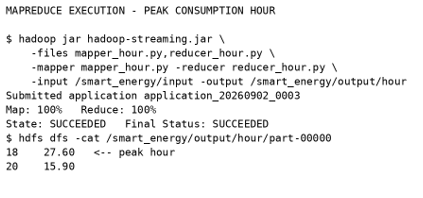 MAPREDUCE EXECUTION - PEAK CONSUMPTION HOUR
$ hadoop jar hadoop-streaming.jar \
-files mapper_hour.py,reducer_hour.py \
-mapper mapper_hour.py -reducer reducer_hour.py \
-input /smart_energy/input -output /smart_energy/output/hour
Submitted application application_20260902_0003
Map: 100%   Reduce: 100%
State: SUCCEEDED   Final Status: SUCCEEDED
$ hdfs dfs -cat /smart_energy/output/hour/part-00000
18    27.60   <-- peak hour
20    15.90